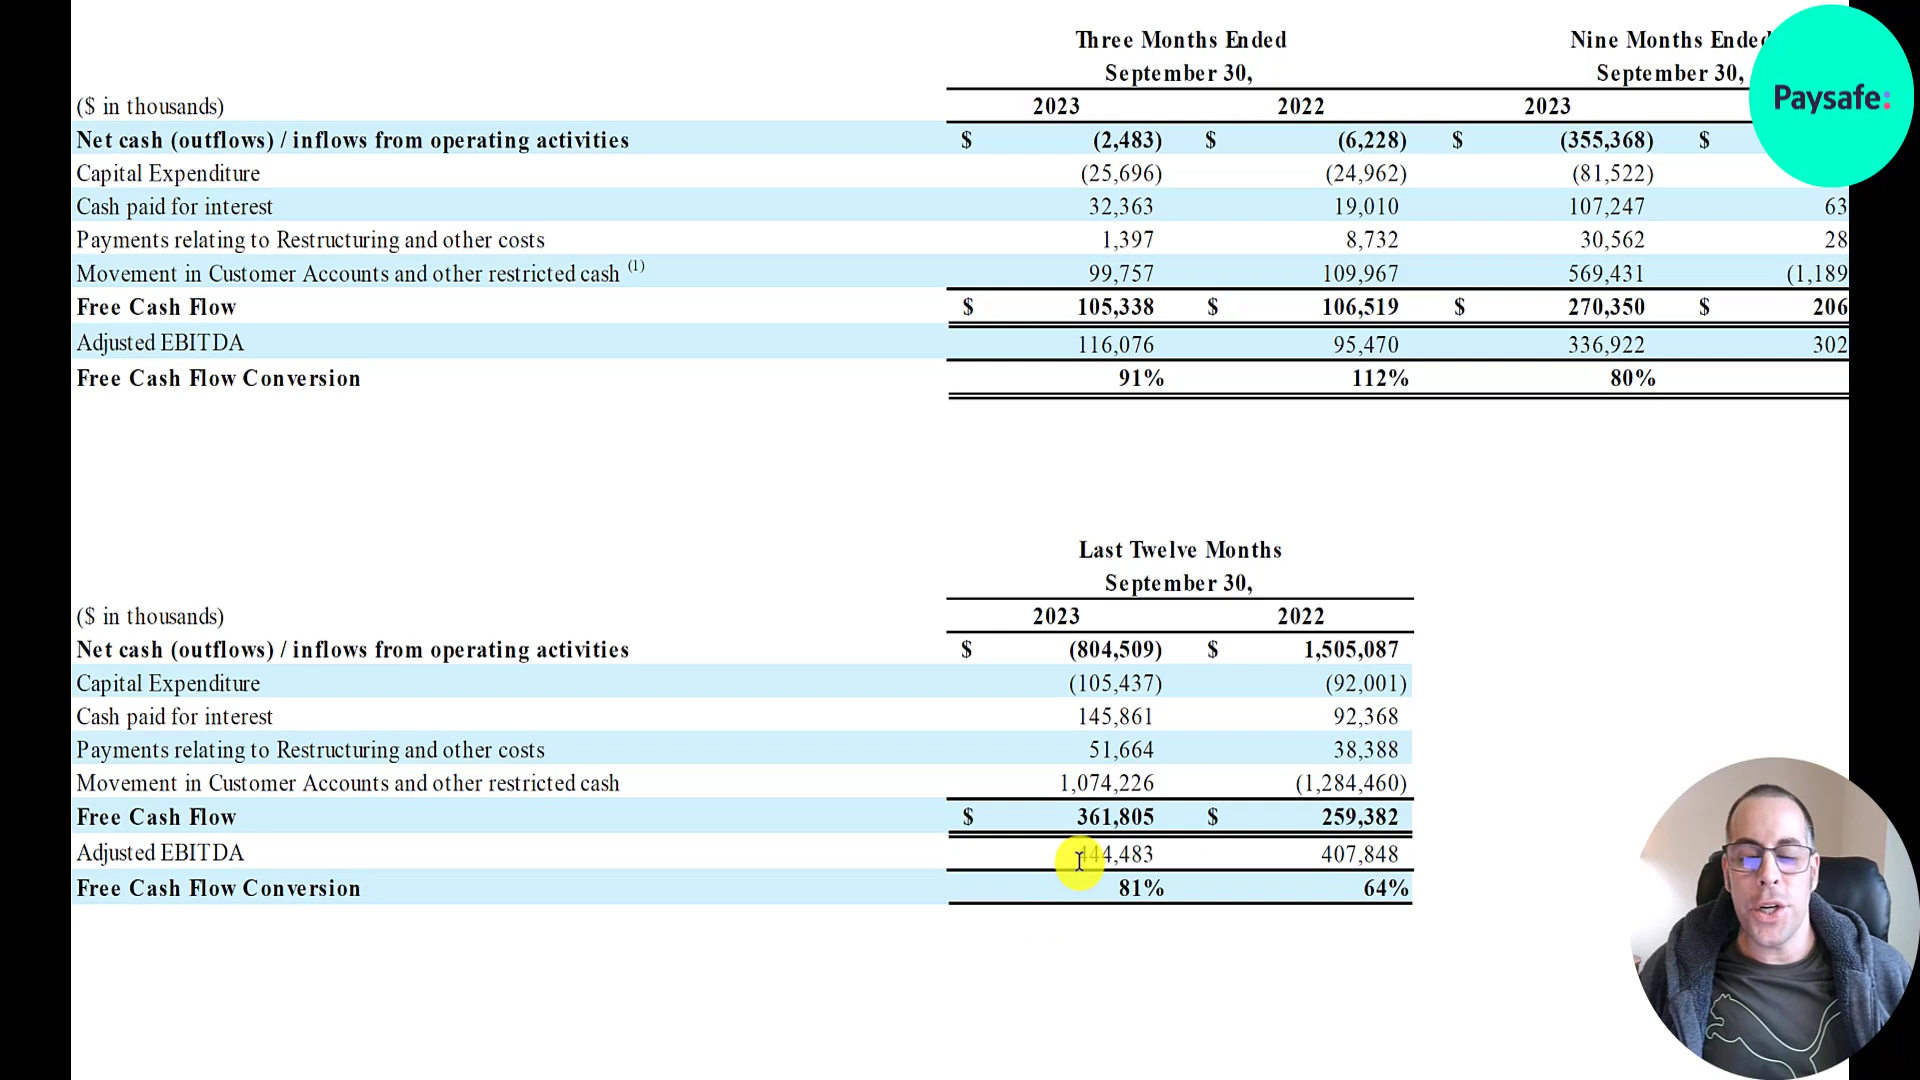 Three Months Ended Nine Months Ended
September 30, September 30,
($ in thousands) 2023 2022 2023
Paysafe:
Net cash (outflows) / inflows from operating activities $ (2,483) $ (6,228) $ (355,368) $
Capital Expenditure (25,696) (24,962) (81,522)
Cash paid for interest 32,363 19,010 107,247 63
Payments relating to Restructuring and other costs 1,397 8,732 30,562 28
Movement in Customer Accounts and other restricted cash (1) 99,757 109,967 569,431 (1,189
Free Cash Flow $ 105,338 $ 106,519 $ 270,350 $ 206
Adjusted EBITDA 116,076 95,470 336,922 302
Free Cash Flow Conversion 91% 112% 80%
Last Twelve Months
September 30,
($ in thousands) 2023 2022
Net cash (outflows) / inflows from operating activities $ (804,509) $ 1,505,087
Capital Expenditure (105,437) (92,001)
Cash paid for interest 145,861 92,368
Payments relating to Restructuring and other costs 51,664 38,388
Movement in Customer Accounts and other restricted cash 1,074,226 (1,284,460)
Free Cash Flow $ 361,805 $ 259,382
Adjusted EBITDA 444,483 407,848
Free Cash Flow Conversion 81% 64%